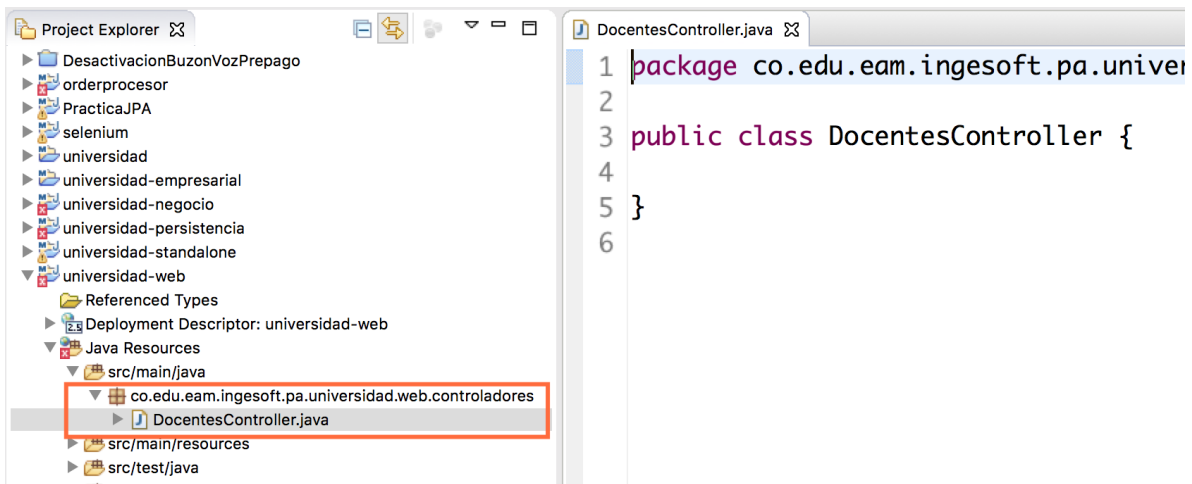 Project Explorer
DesactivacionBuzonVozPrepago
orderprocesor
PracticaJPA
selenium
universidad
universidad-empresarial
universidad-negocio
universidad-persistencia
universidad-standalone
universidad-web
Referenced Types
2.5 Deployment Descriptor: universidad-web
Java Resources
src/main/java
co.edu.eam.ingesoft.pa.universidad.web.controladores
DocentesController.java
src/main/resources
src/test/java
DocentesController.java
1 package co.edu.eam.ingesoft.pa.univer
2
3 public class DocentesController {
4
5 }
6